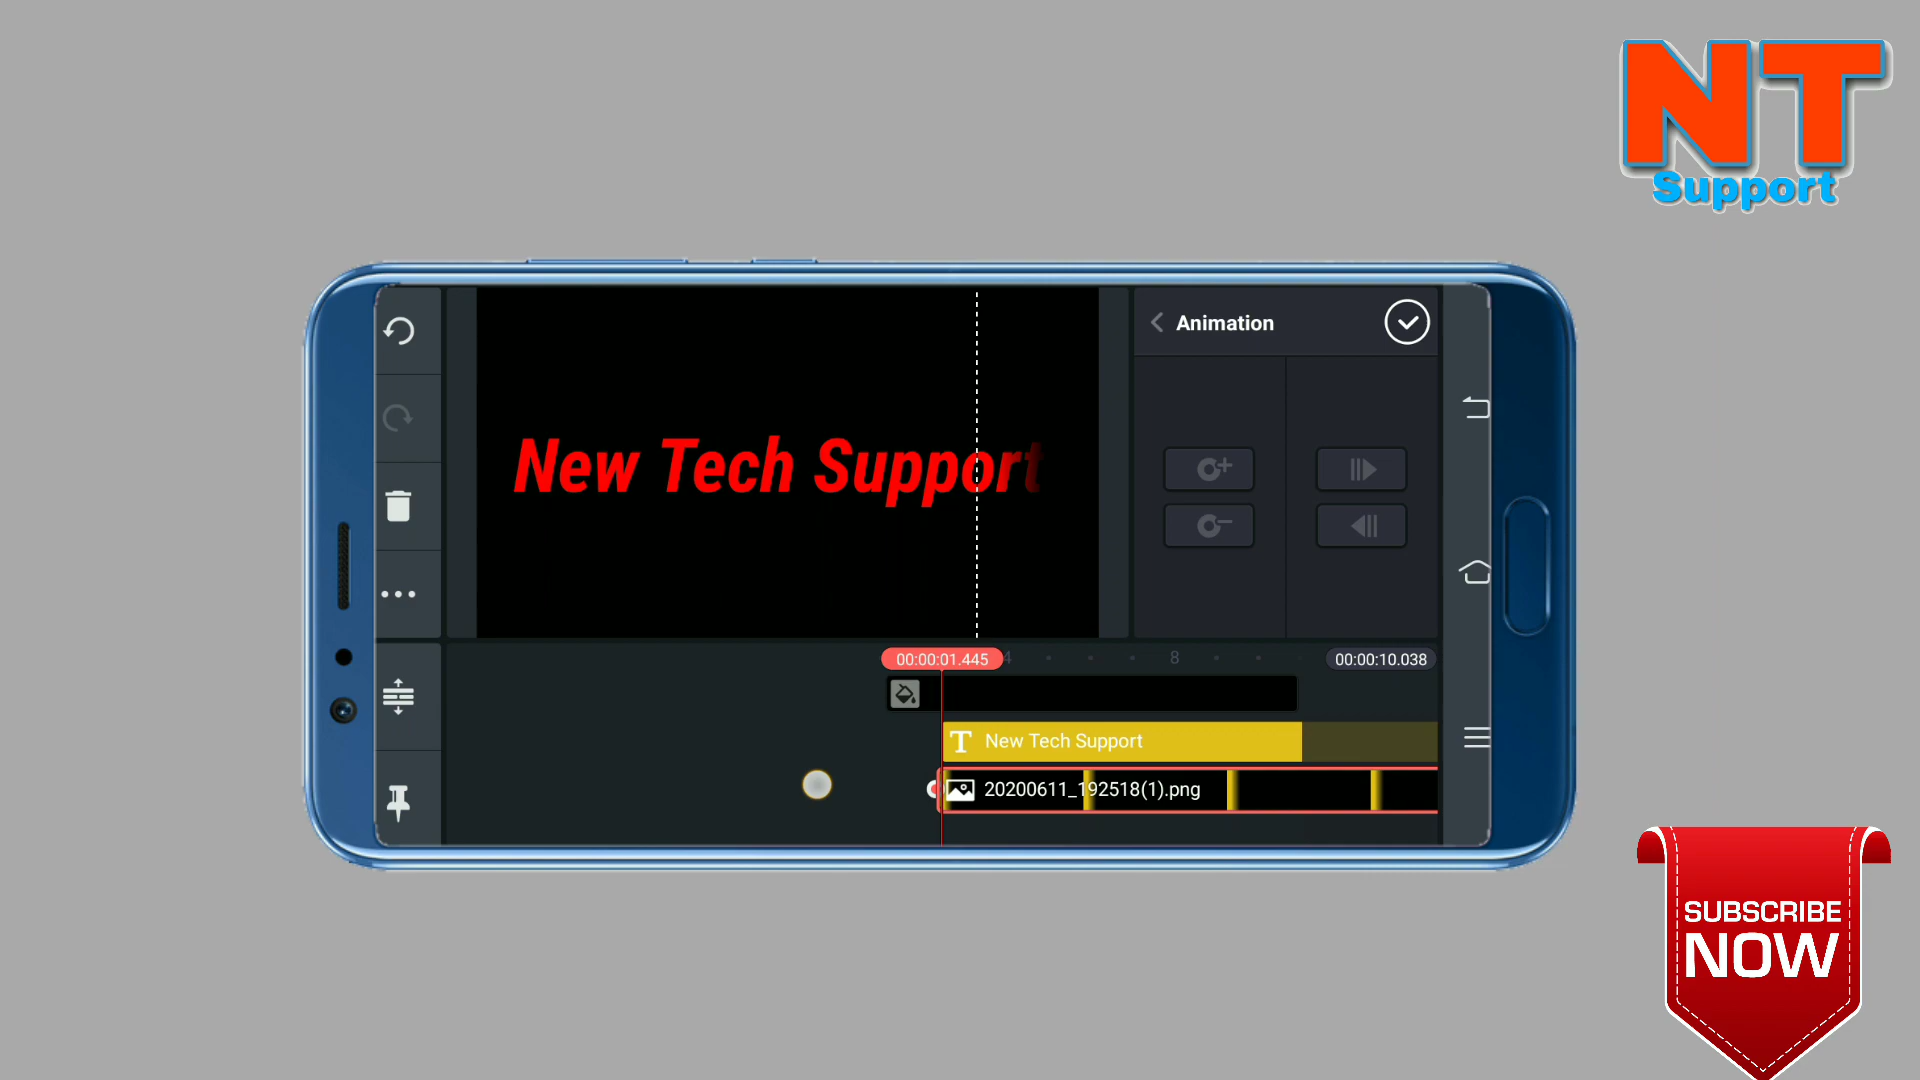 NT
Support
Animation
New Tech Support
00:00:01.445
4
8
00:00:10.038
T New Tech Support
20200611_192518(1).png
SUBSCRIBE
NOW